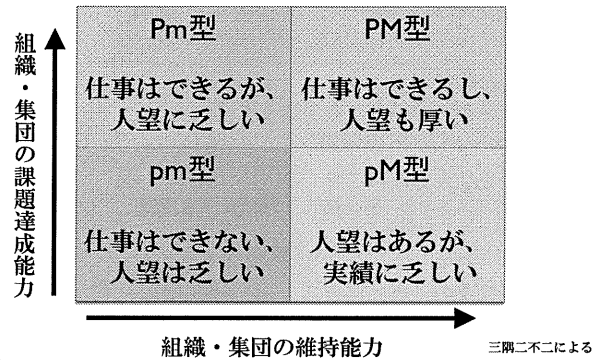 組織・集団の課題達成能力
Pm型
仕事はできるが、
人望に乏しい
PM型
仕事はできるし、
人望も厚い
pm型
仕事はできない、
人望は乏しい
pM型
人望はあるが、
実績に乏しい
組織・集団の維持能力
三隅二不二による